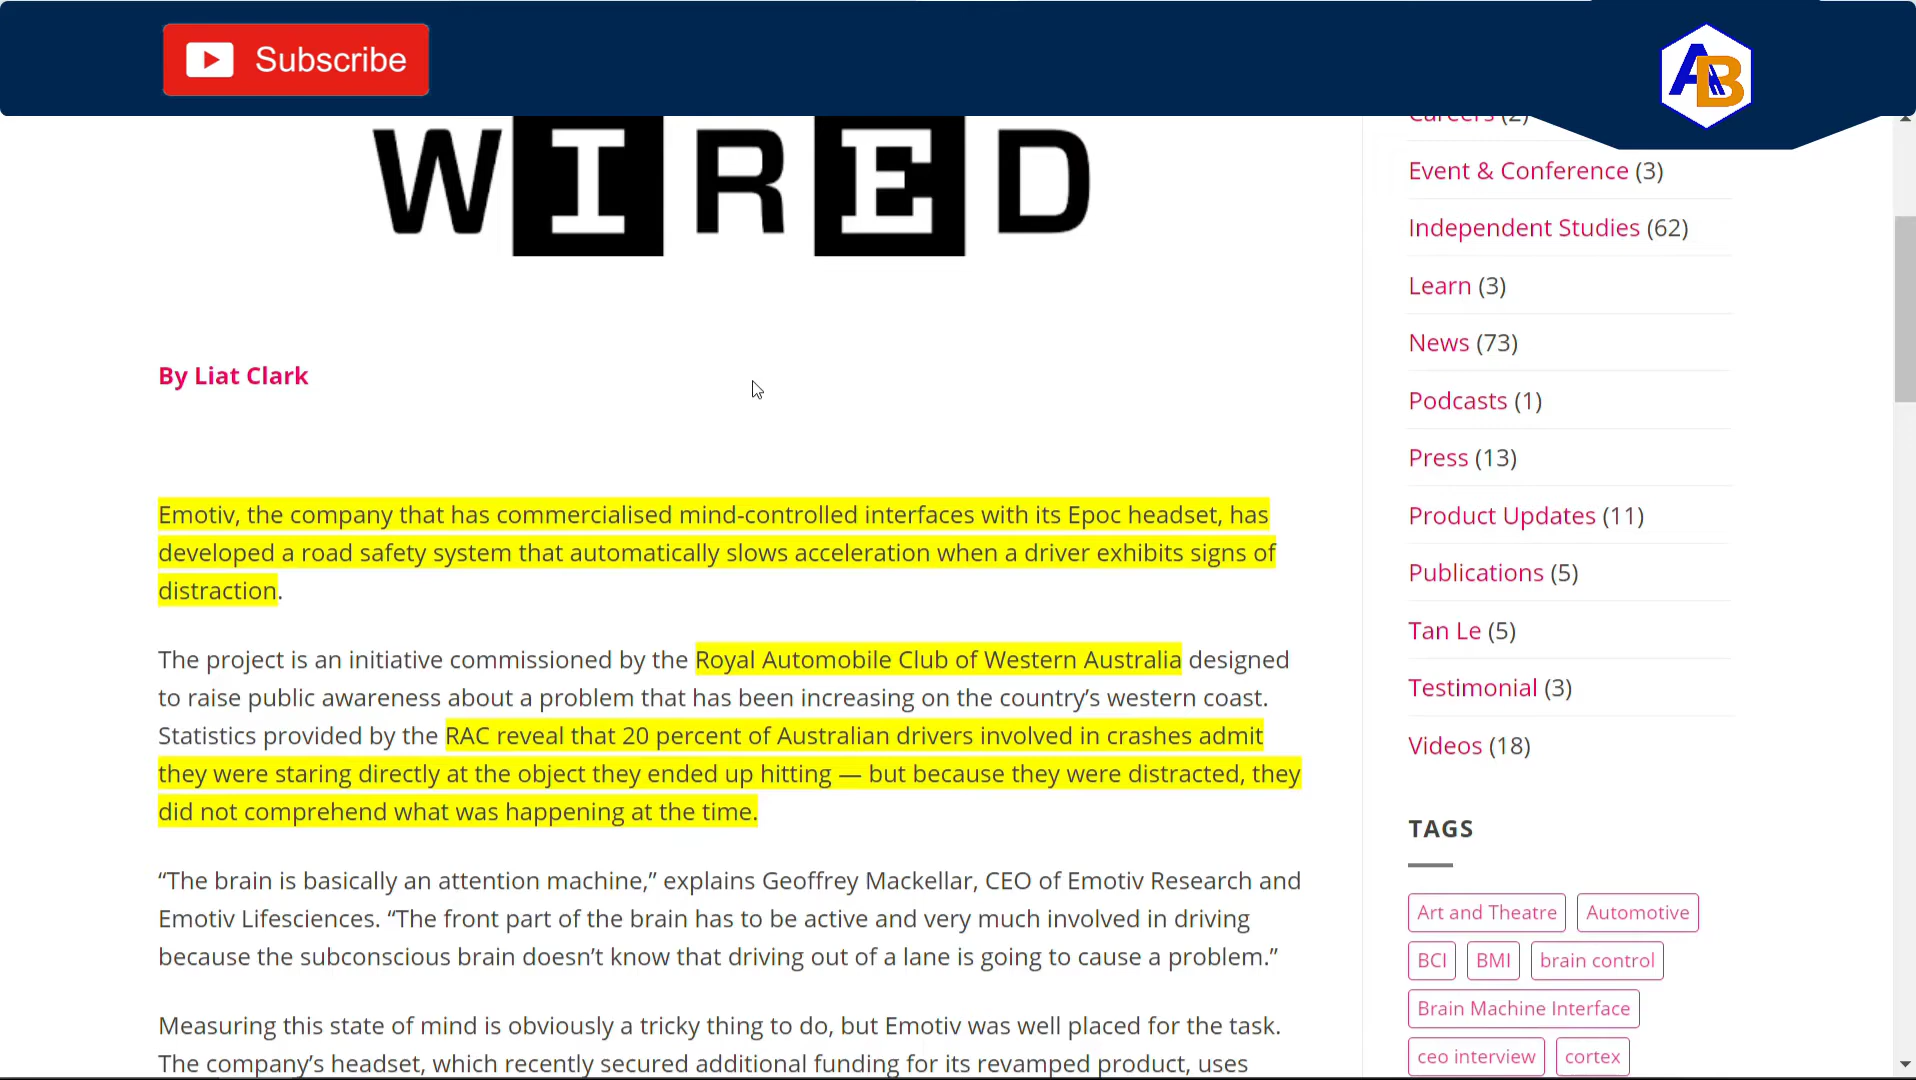 Subscribe
AB
WIRED
By Liat Clark
Emotiv, the company that has commercialised mind-controlled interfaces with its Epoc headset, has
developed a road safety system that automatically slows acceleration when a driver exhibits signs of
distraction.
The project is an initiative commissioned by the Royal Automobile Club of Western Australia designed
to raise public awareness about a problem that has been increasing on the country’s western coast.
Statistics provided by the RAC reveal that 20 percent of Australian drivers involved in crashes admit
they were staring directly at the object they ended up hitting — but because they were distracted, they
did not comprehend what was happening at the time.
“The brain is basically an attention machine,” explains Geoffrey Mackellar, CEO of Emotiv Research and
Emotiv Lifesciences. “The front part of the brain has to be active and very much involved in driving
because the subconscious brain doesn’t know that driving out of a lane is going to cause a problem.”
Measuring this state of mind is obviously a tricky thing to do, but Emotiv was well placed for the task.
The company’s headset, which recently secured additional funding for its revamped product, uses
Careers (2)
Event & Conference (3)
Independent Studies (62)
Learn (3)
News (73)
Podcasts (1)
Press (13)
Product Updates (11)
Publications (5)
Tan Le (5)
Testimonial (3)
Videos (18)
TAGS
Art and Theatre Automotive
BCI BMI brain control
Brain Machine Interface
ceo interview cortex